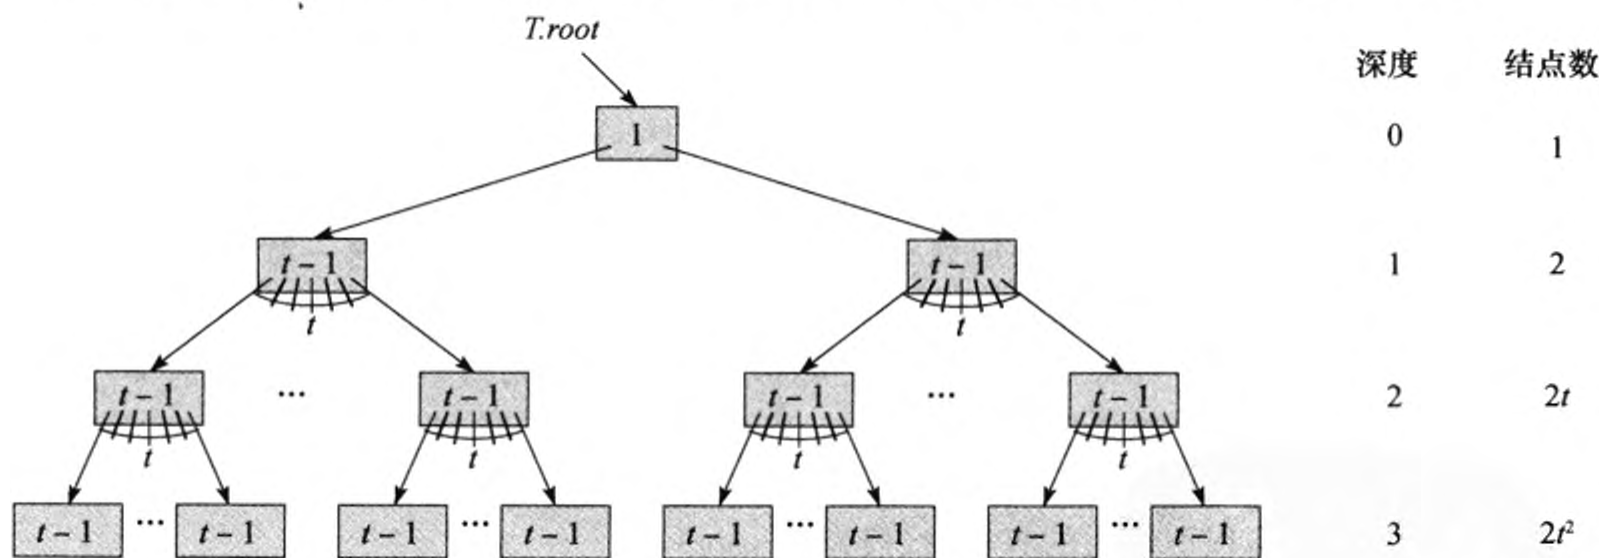 T.root
深度 结点数
1 0 1
t – 1 t – 1 1 2
t t
t – 1 ... t – 1 t – 1 ... t – 1 2 2t
t t t t
t – 1 ... t – 1 t – 1 ... t – 1 t – 1 ... t – 1 t – 1 ... t – 1 3 2t²